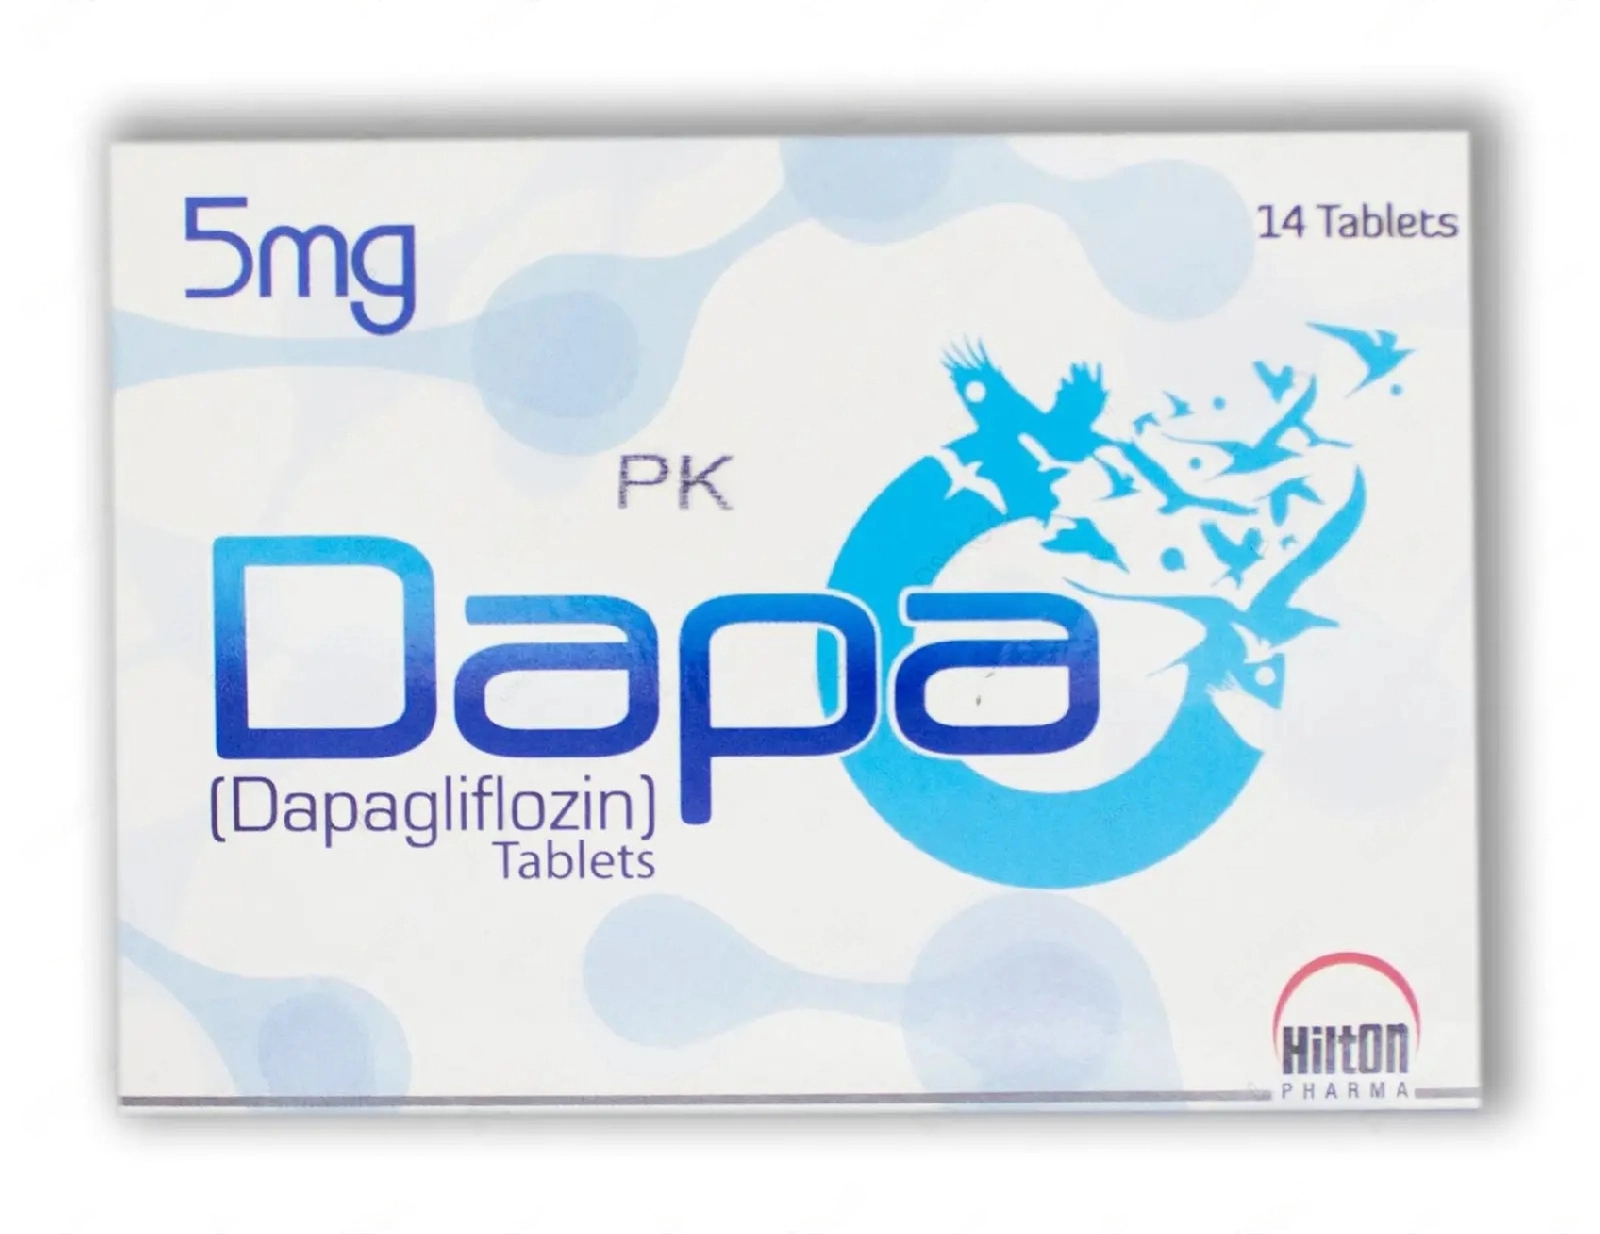 5mg
14 Tablets
PK
Dapa
(Dapagliflozin)
Tablets
Hilton
PHARMA